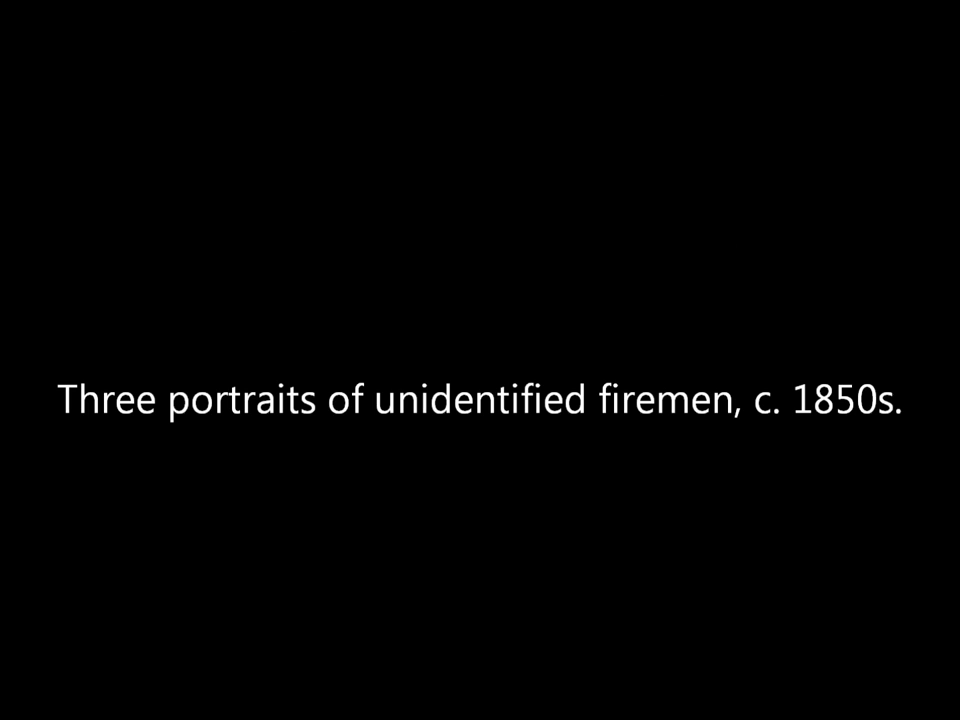 Three portraits of unidentified firemen, c. 1850s.